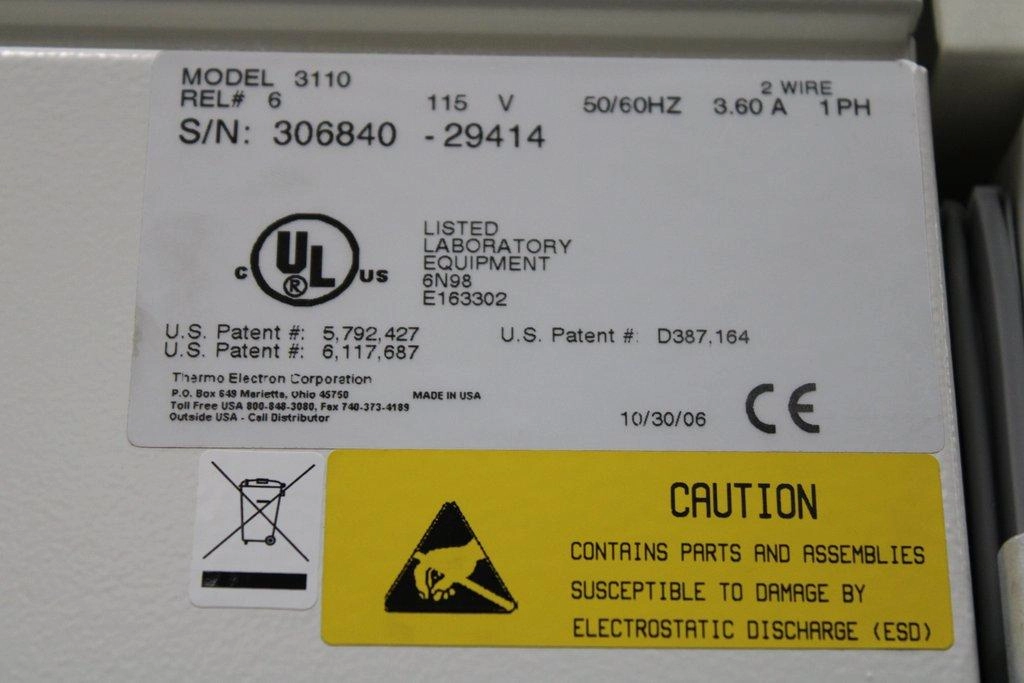 MODEL 3110
2 WIRE
REL# 6 115 V 50/60HZ 3.60 A 1PH
S/N: 306840 -29414
C UL ® US
LISTED
LABORATORY
EQUIPMENT
6N98
E163302
U.S. Patent #: 5,792,427 U.S. Patent #: D387,164
U.S. Patent #: 6,117,687
Thermo Electron Corporation
P.O. Box 649 Marietta, Ohio 45750 MADE IN USA
Toll Free USA 800-848-3080, Fax 740-373-4189
Outside USA - Call Distributor
10/30/06 CE
CAUTION
CONTAINS PARTS AND ASSEMBLIES
SUSCEPTIBLE TO DAMAGE BY
ELECTROSTATIC DISCHARGE (ESD)